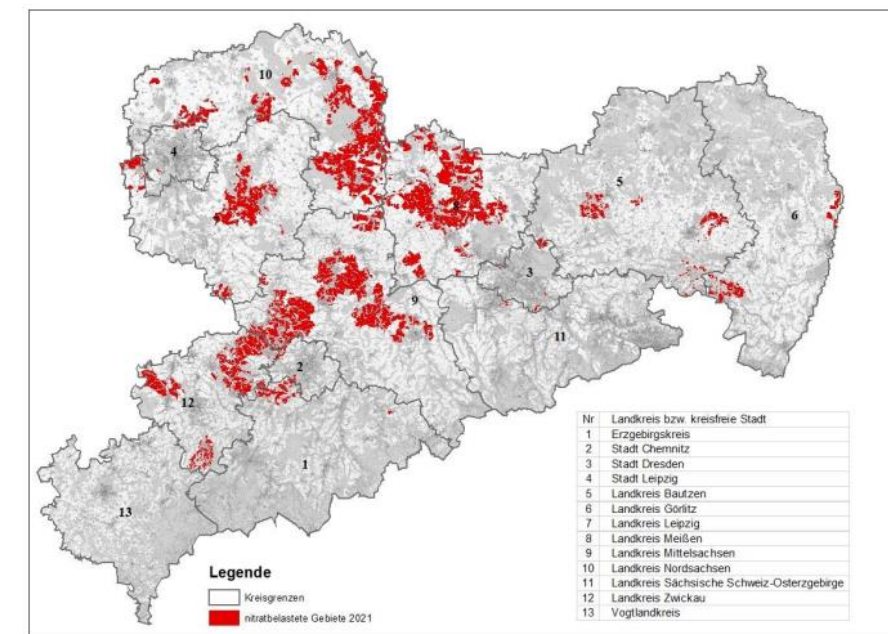 10
4
5
6
8
3
9
11
2
12
1
13
Nr Landkreis bzw. kreisfreie Stadt
1 Erzgebirgskreis
2 Stadt Chemnitz
3 Stadt Dresden
4 Stadt Leipzig
5 Landkreis Bautzen
6 Landkreis Görlitz
7 Landkreis Leipzig
8 Landkreis Meißen
9 Landkreis Mittelsachsen
10 Landkreis Nordsachsen
11 Landkreis Sächsische Schweiz-Osterzgebirge
12 Landkreis Zwickau
13 Vogtlandkreis
Legende
Kreisgrenzen
nitratbelastete Gebiete 2021